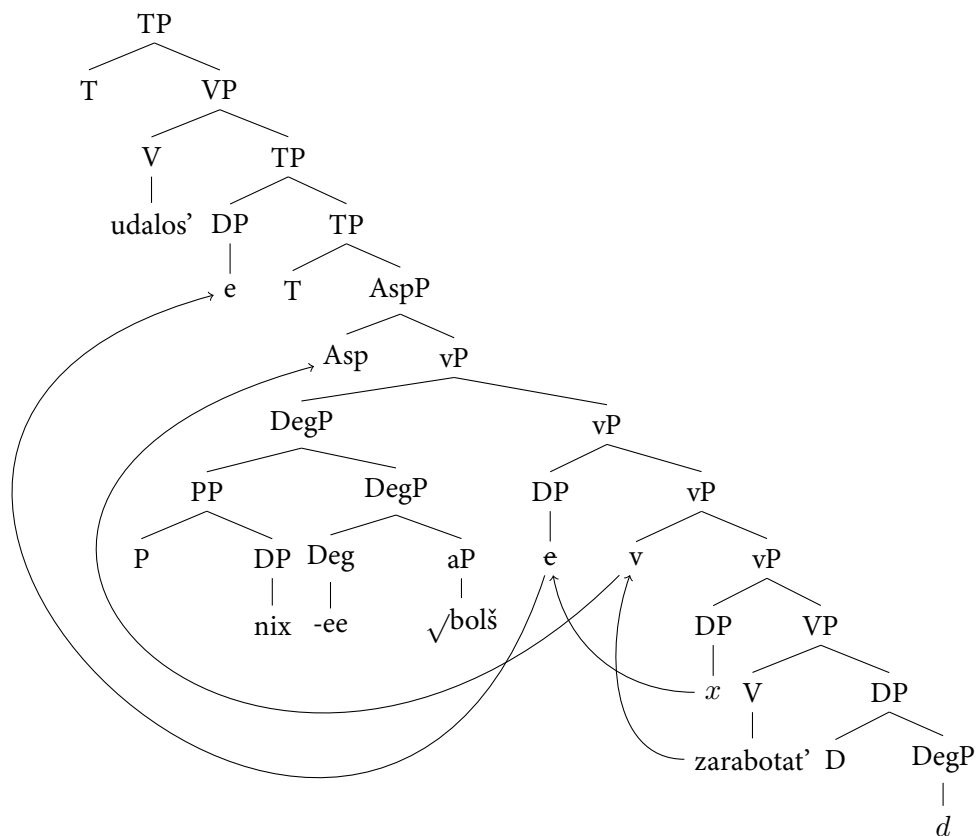 TP
T VP
V TP
udalos’ DP TP
e T AspP
Asp vP
DegP vP
PP DegP DP vP
P DP Deg aP e v vP
nix -ee √bolš DP VP
x V DP
zarabotat’ D DegP
d